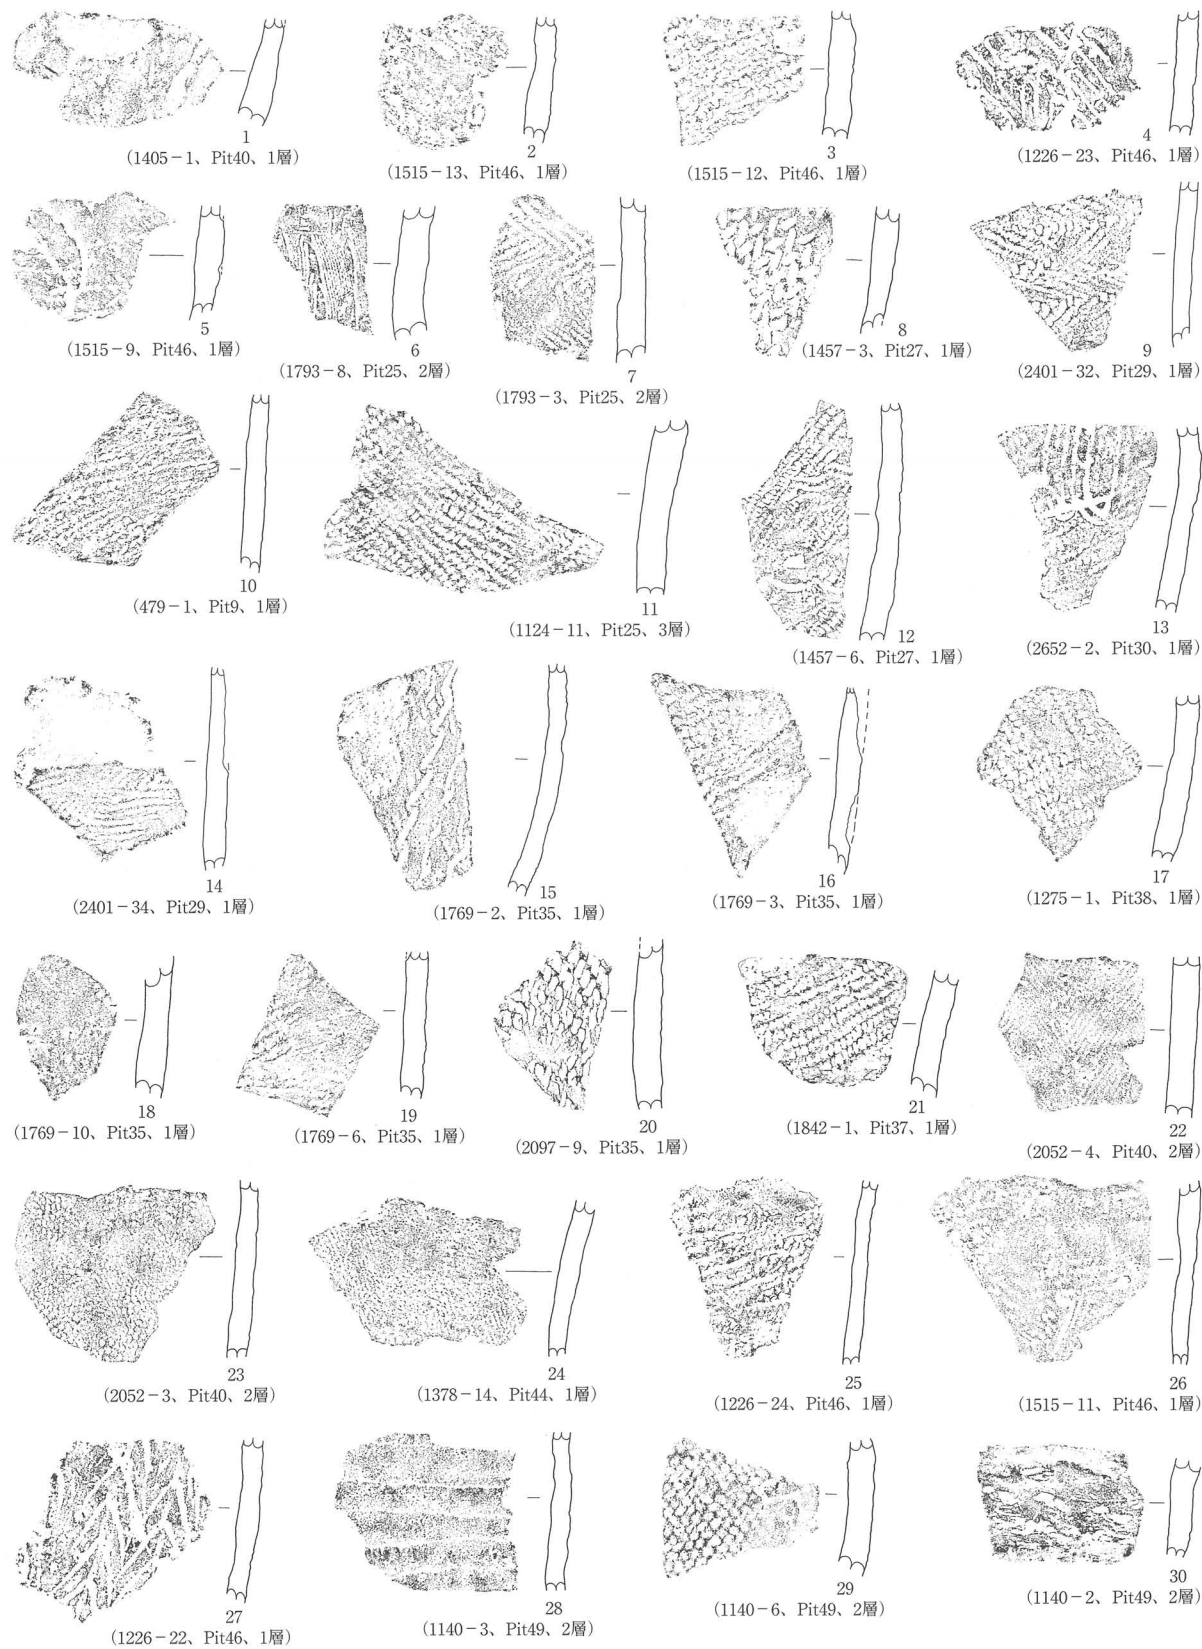 1
(1405-1、Pit40、1層)
2
(1515-13、Pit46、1層)
3
(1515-12、Pit46、1層)
4
(1226-23、Pit46、1層)
5
(1515-9、Pit46、1層)
6
(1793-8、Pit25、2層)
7
(1793-3、Pit25、2層)
8
(1457-3、Pit27、1層)
9
(2401-32、Pit29、1層)
10
(479-1、Pit9、1層)
11
(1124-11、Pit25、3層)
12
(1457-6、Pit27、1層)
13
(2652-2、Pit30、1層)
14
(2401-34、Pit29、1層)
15
(1769-2、Pit35、1層)
16
(1769-3、Pit35、1層)
17
(1275-1、Pit38、1層)
18
(1769-10、Pit35、1層)
19
(1769-6、Pit35、1層)
20
(2097-9、Pit35、1層)
21
(1842-1、Pit37、1層)
22
(2052-4、Pit40、2層)
23
(2052-3、Pit40、2層)
24
(1378-14、Pit44、1層)
25
(1226-24、Pit46、1層)
26
(1515-11、Pit46、1層)
27
(1226-22、Pit46、1層)
28
(1140-3、Pit49、2層)
29
(1140-6、Pit49、2層)
30
(1140-2、Pit49、2層)